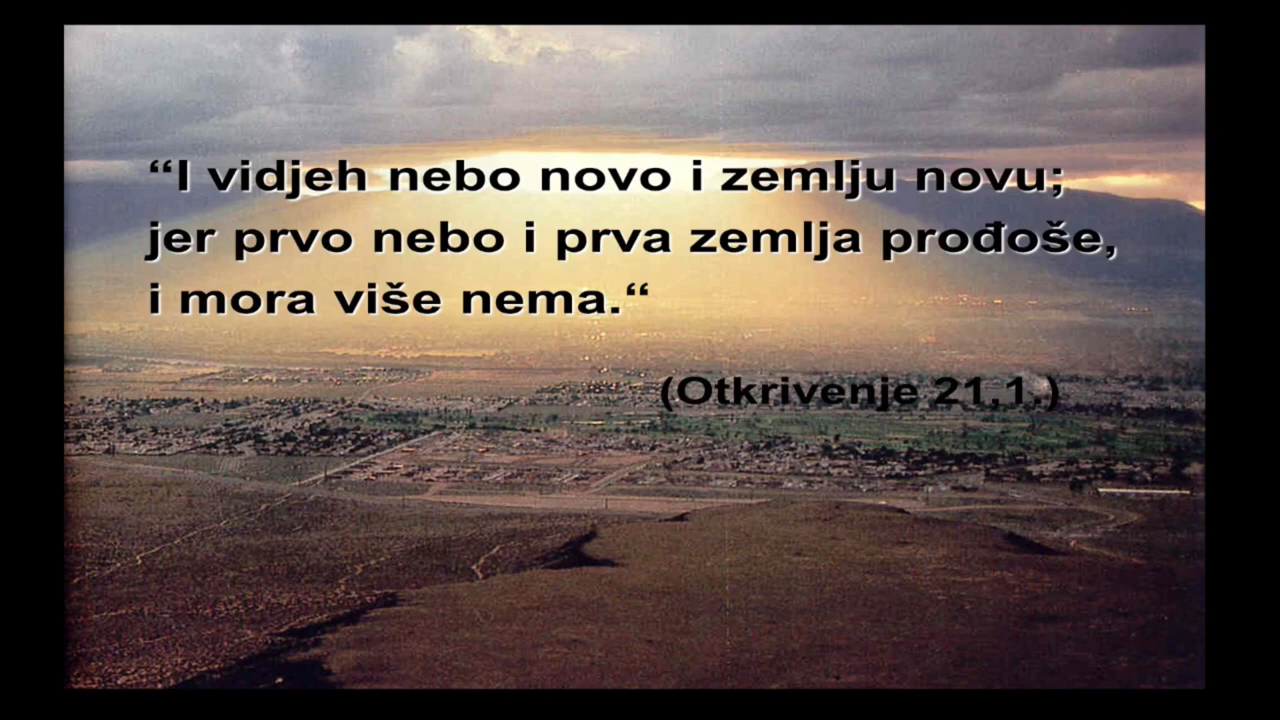 “I vidjeh nebo novo i zemlju novu;
jer prvo nebo i prva zemlja prođoše,
i mora više nema.“
(Otkrivenje 21,1.)